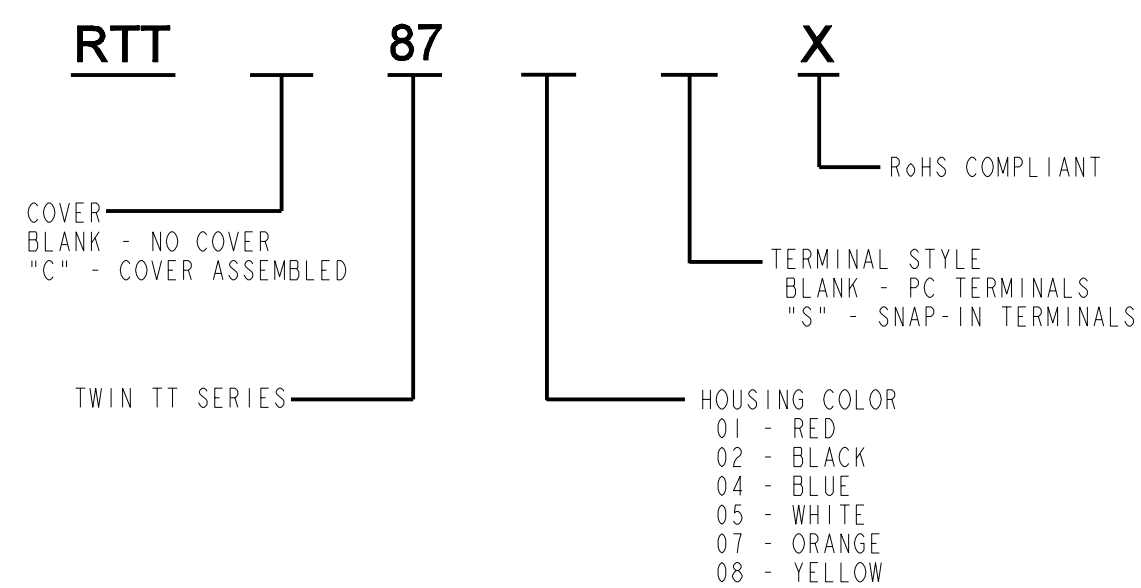 RTT 87 X
RoHS COMPLIANT
COVER
BLANK - NO COVER
"C" - COVER ASSEMBLED
TERMINAL STYLE
BLANK - PC TERMINALS
"S" - SNAP-IN TERMINALS
TWIN TT SERIES
HOUSING COLOR
01 - RED
02 - BLACK
04 - BLUE
05 - WHITE
07 - ORANGE
08 - YELLOW